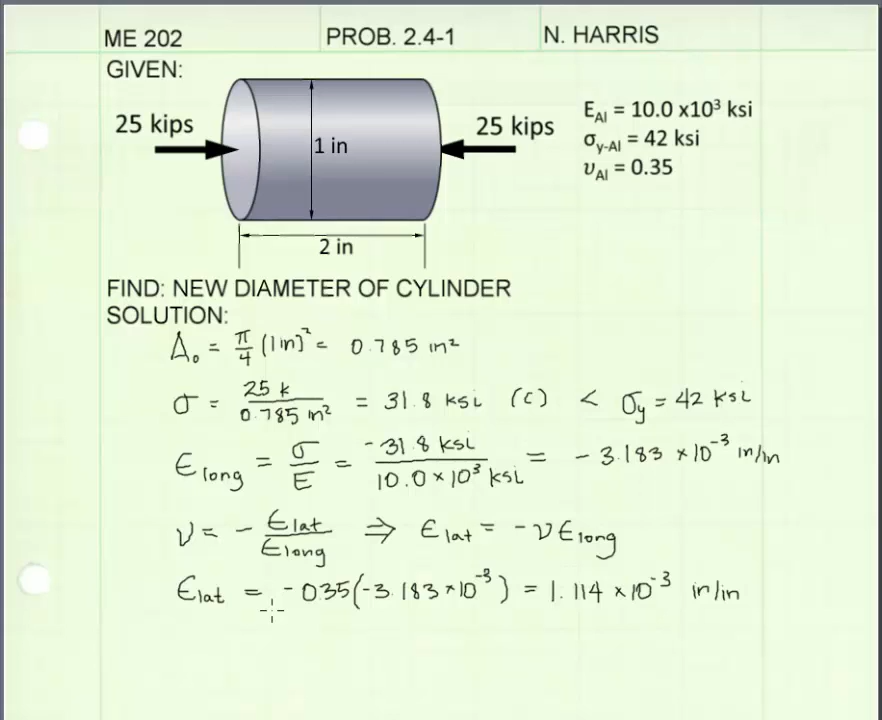 ME 202 PROB. 2.4-1 N. HARRIS
GIVEN:
25 kips 1 in 25 kips
2 in
E_Al = 10.0 x10³ ksi
σ_y-Al = 42 ksi
υ_Al = 0.35
FIND: NEW DIAMETER OF CYLINDER
SOLUTION:
A₀ = π/4 (1 in)² = 0.785 in²
σ = 25 k / 0.785 in² = 31.8 ksi (C) < σ_y = 42 ksi
ε_long = σ/E = -31.8 ksi / 10.0 × 10³ ksi = -3.183 × 10⁻³ in/in
ν = - ε_lat/ε_long ⇒ ε_lat = -ν ε_long
ε_lat = -035(-3.183 × 10⁻³) = 1.114 × 10⁻³ in/in